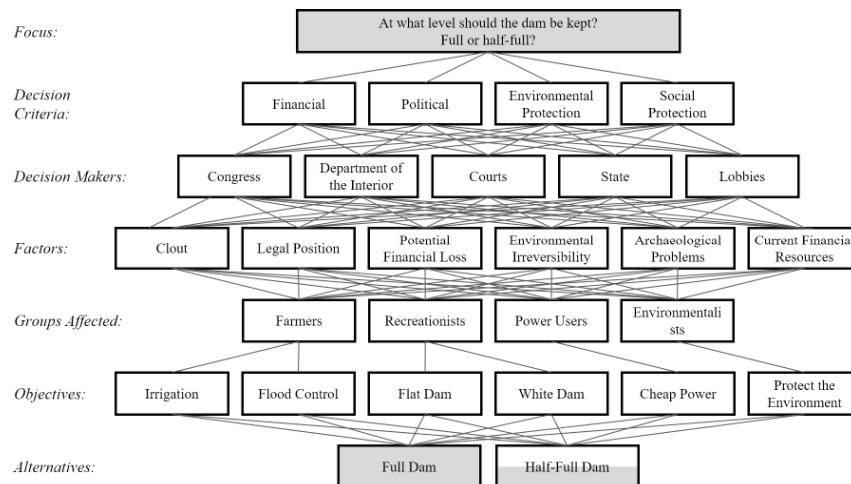 Focus:
At what level should the dam be kept?
Full or half-full?
Decision
Criteria:
Financial
Political
Environmental
Protection
Social
Protection
Decision Makers:
Congress
Department of
the Interior
Courts
State
Lobbies
Factors:
Clout
Legal Position
Potential
Financial Loss
Environmental
Irreversibility
Archaeological
Problems
Current Financial
Resources
Groups Affected:
Farmers
Recreationists
Power Users
Environmentali
sts
Objectives:
Irrigation
Flood Control
Flat Dam
White Dam
Cheap Power
Protect the
Environment
Alternatives:
Full Dam
Half-Full Dam